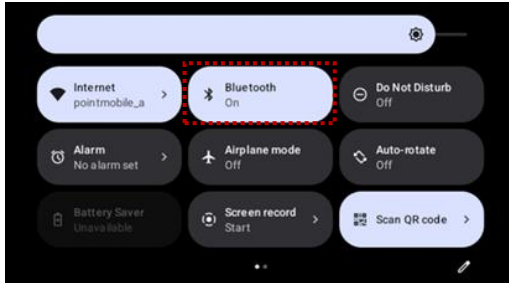 Internet
pointmobile_a
Bluetooth
On
Do Not Disturb
Off
Alarm
No alarm set
Airplane mode
Off
Auto-rotate
Off
Battery Saver
Unavailable
Screen record
Start
Scan QR code